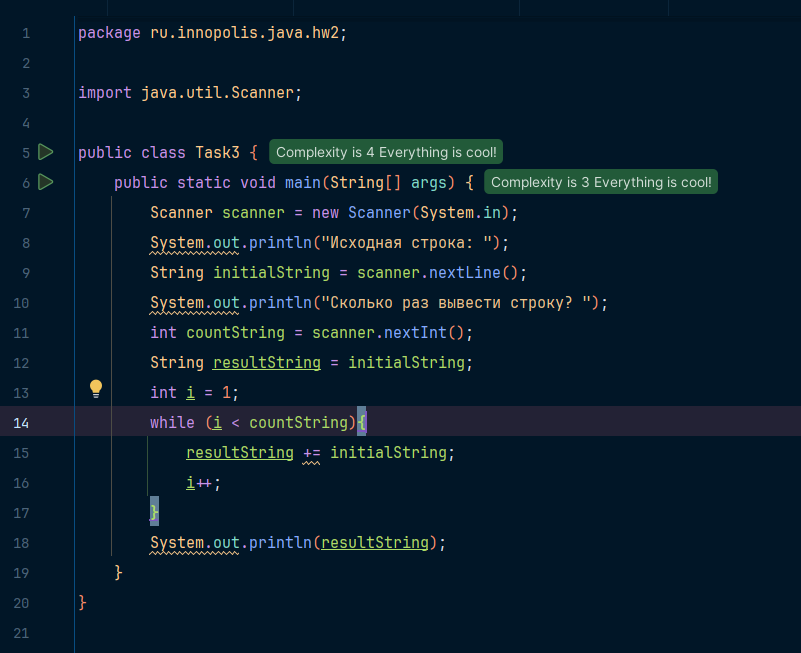 1 package ru.innopolis.java.hw2;
2
3 import java.util.Scanner;
4
5 public class Task3 { Complexity is 4 Everything is cool!
6 public static void main(String[] args) { Complexity is 3 Everything is cool!
7 Scanner scanner = new Scanner(System.in);
8 System.out.println("Исходная строка: ");
9 String initialString = scanner.nextLine();
10 System.out.println("Сколько раз вывести строку? ");
11 int countString = scanner.nextInt();
12 String resultString = initialString;
13 int i = 1;
14 while (i < countString){
15 resultString += initialString;
16 i++;
17 }
18 System.out.println(resultString);
19 }
20 }
21